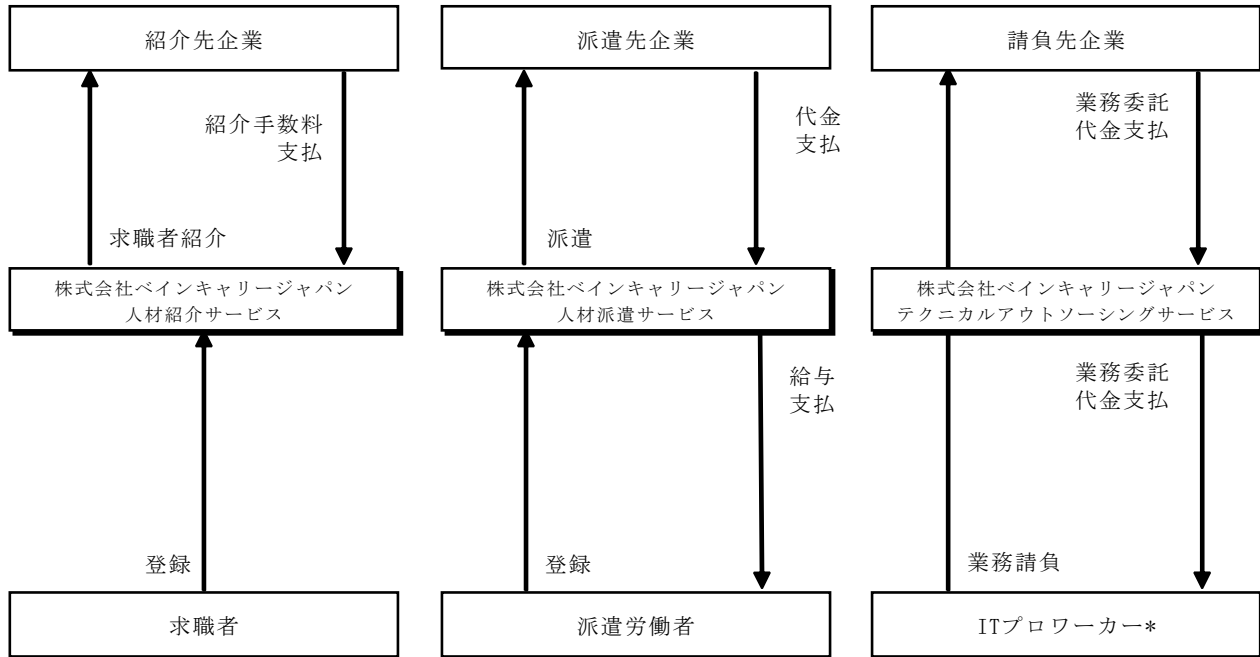 紹介先企業
派遣先企業
請負先企業
紹介手数料
支払
代金
支払
業務委託
代金支払
求職者紹介
派遣
株式会社ベインキャリージャパン
人材紹介サービス
株式会社ベインキャリージャパン
人材派遣サービス
株式会社ベインキャリージャパン
テクニカルアウトソーシングサービス
給与
支払
業務委託
代金支払
登録
登録
業務請負
求職者
派遣労働者
ITプロワーカー*